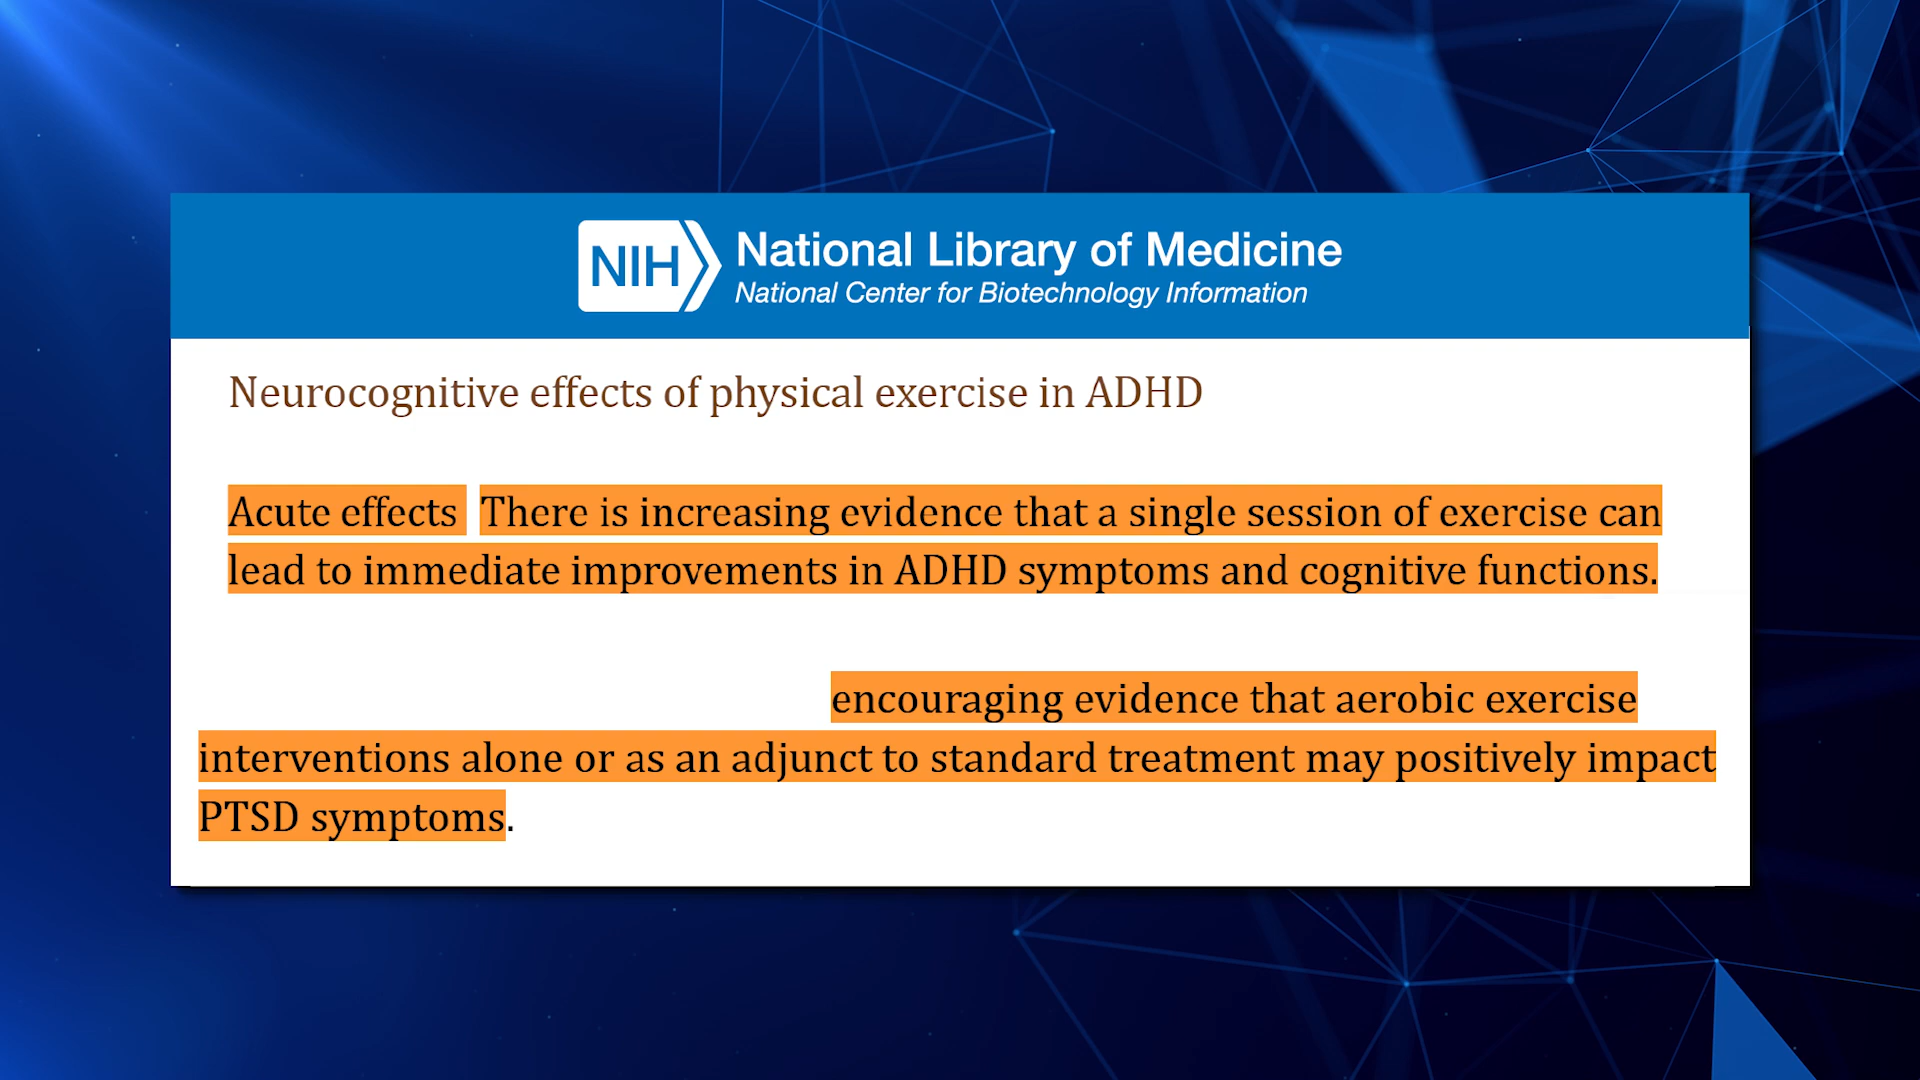 NIH
National Library of Medicine
National Center for Biotechnology Information
Neurocognitive effects of physical exercise in ADHD
Acute effects There is increasing evidence that a single session of exercise can
lead to immediate improvements in ADHD symptoms and cognitive functions.
encouraging evidence that aerobic exercise
interventions alone or as an adjunct to standard treatment may positively impact
PTSD symptoms.